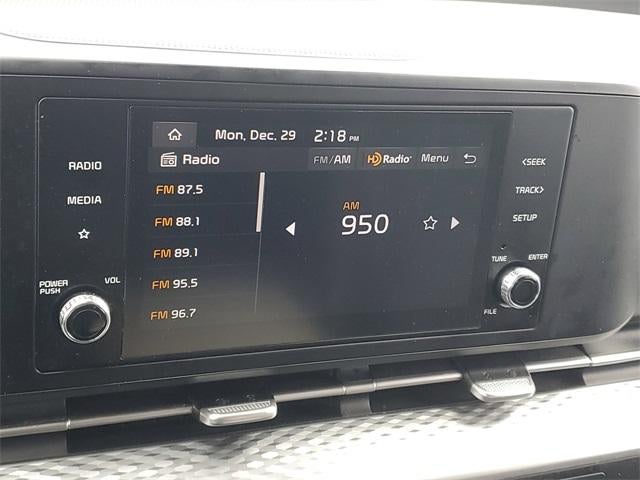 Mon, Dec. 29 2:18 PM
RADIO
Radio FM/AM HD Radio Menu
<SEEK
MEDIA
FM 87.5
TRACK>
FM 88.1
AM
950
SETUP
FM 89.1
TUNE ENTER
POWER PUSH VOL
FM 95.5
FILE
FM 96.7